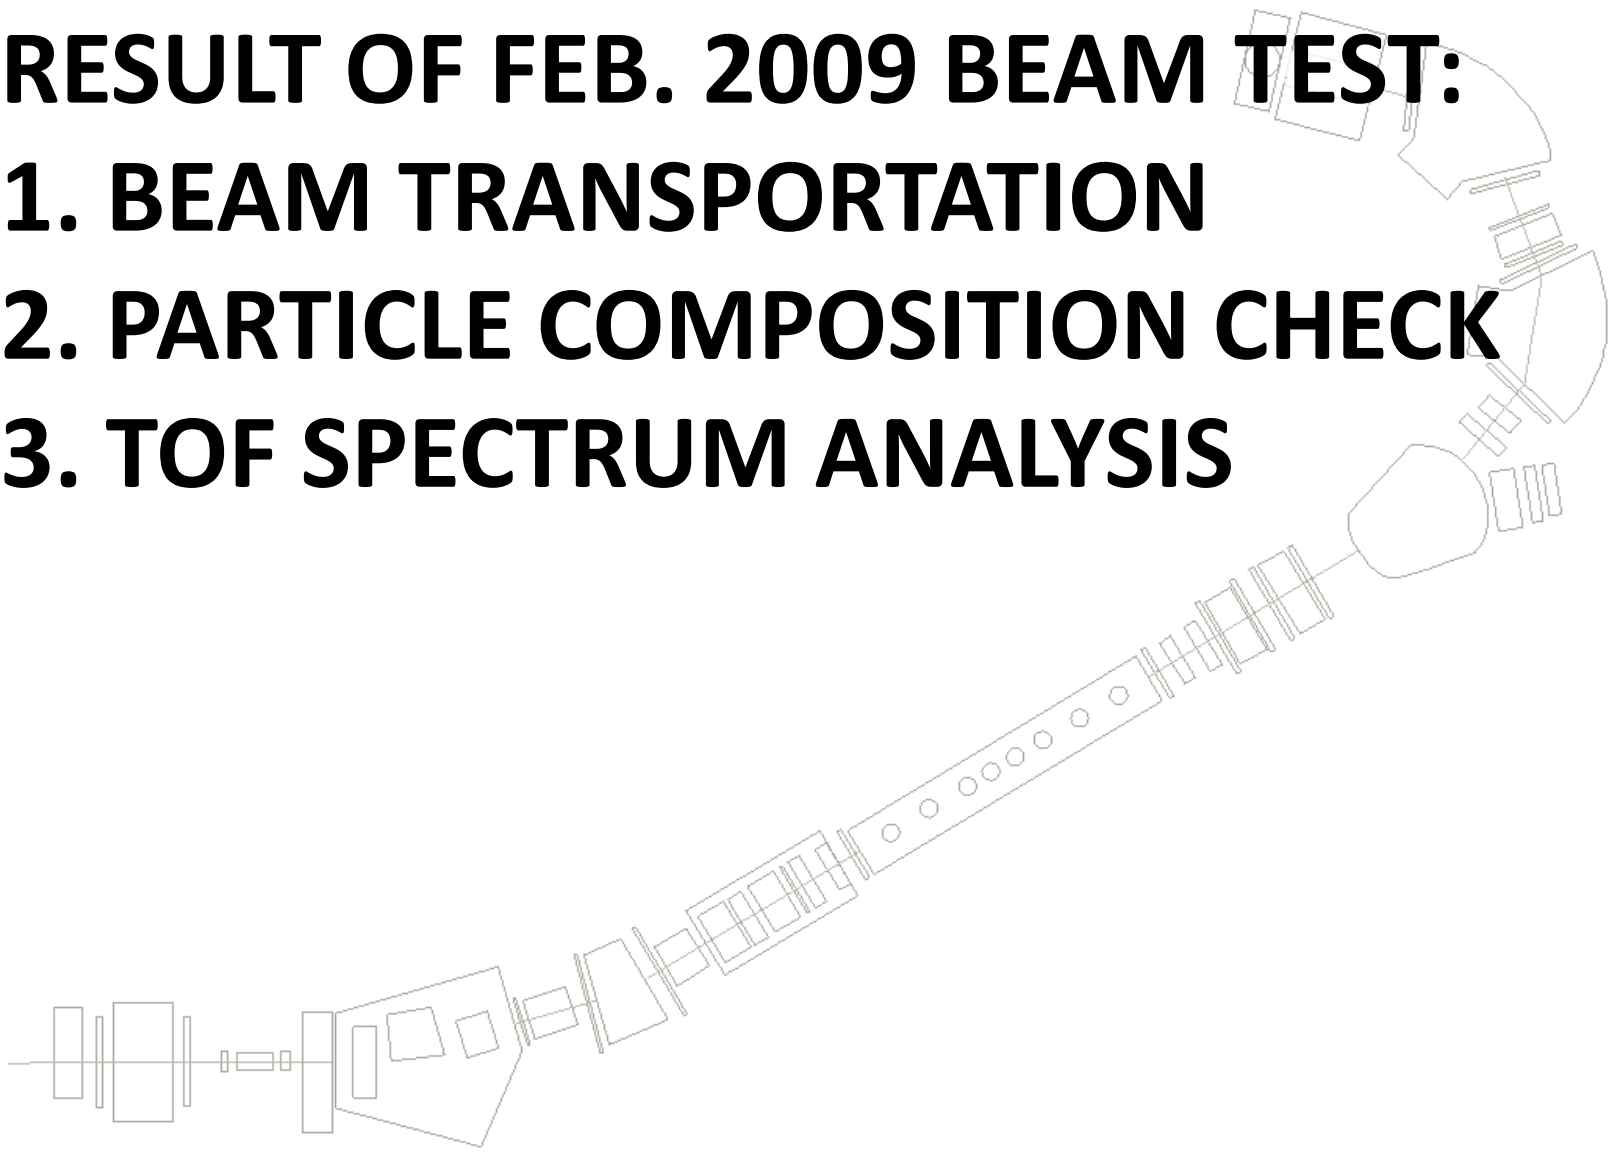 RESULT OF FEB. 2009 BEAM TEST:
1. BEAM TRANSPORTATION
2. PARTICLE COMPOSITION CHECK
3. TOF SPECTRUM ANALYSIS